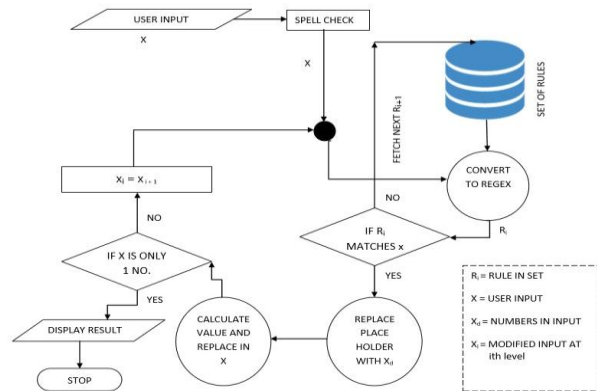 USER INPUT
X
SPELL CHECK
X
FETCH NEXT Ri+1
SET OF RULES
CONVERT
TO REGEX
Ri
NO
IF Ri
MATCHES x
YES
REPLACE
PLACE
HOLDER
WITH Xd
CALCULATE
VALUE AND
REPLACE IN
X
Xi = X i + 1
NO
IF X IS ONLY
1 NO.
YES
DISPLAY RESULT
STOP
Ri = RULE IN SET
X = USER INPUT
Xd = NUMBERS IN INPUT
Xi = MODIFIED INPUT AT
ith LEVEL